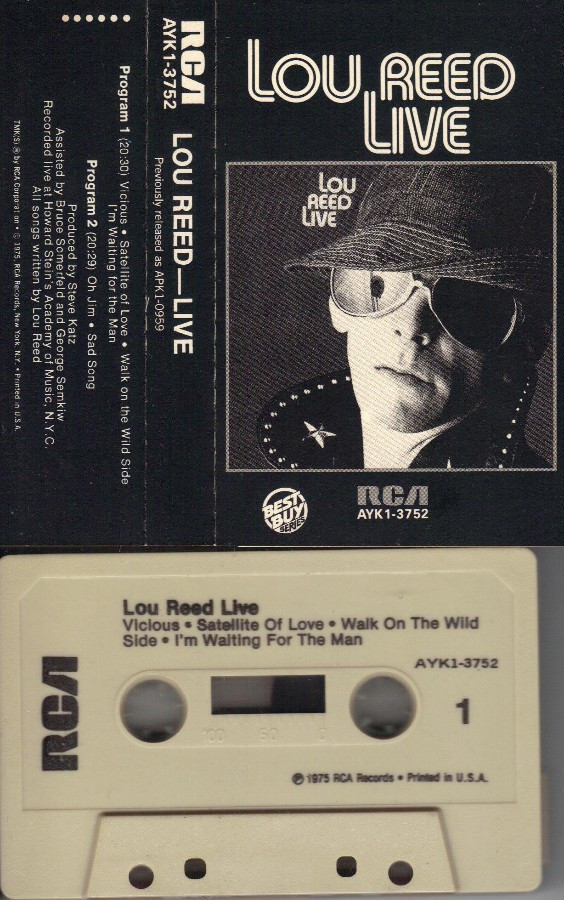 RCA
AYK1-3752
LOU REED—LIVE
Previously released as APK1-0959
Program 1 (20:30) Vicious • Satellite of Love • Walk on the Wild Side
I'm Waiting for the Man
Program 2 (20:29) Oh Jim • Sad Song
Produced by Steve Katz
Assisted by Bruce Somerfeld and George Semkiw
Recorded live at Howard Stein's Academy of Music, N.Y.C.
All songs written by Lou Reed
TMK(S) ® by RCA Corporation • © 1975, RCA Records, New York, N.Y. • Printed in U.S.A.
LOU REED
LIVE
LOU
REED
LIVE
BEST
BUY
SERIES
RCA
AYK1-3752
Lou Reed Live
Vicious • Satellite Of Love • Walk On The Wild
Side • I'm Waiting For The Man
AYK1-3752
RCA
1
100 50 0
℗ 1975 RCA Records • Printed in U.S.A.